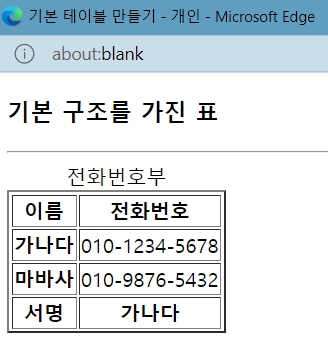 기본 테이블 만들기 - 개인 - Microsoft Edge
about:blank
기본 구조를 가진 표
전화번호부
이름 전화번호
가나다 010-1234-5678
마바사 010-9876-5432
서명 가나다